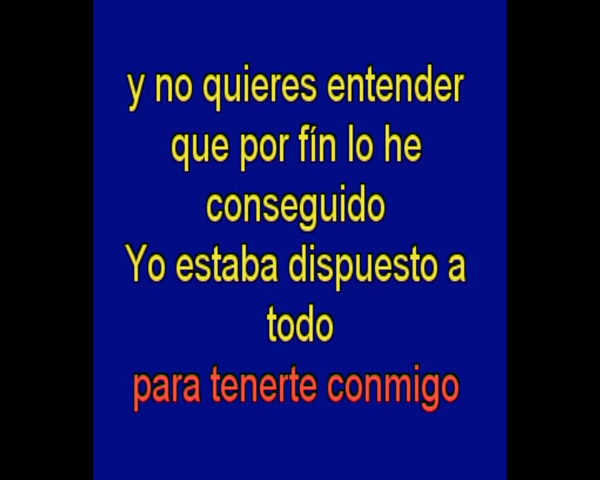 y no quieres entender
que por fín lo he
conseguido
Yo estaba dispuesto a
todo
para tenerte conmigo